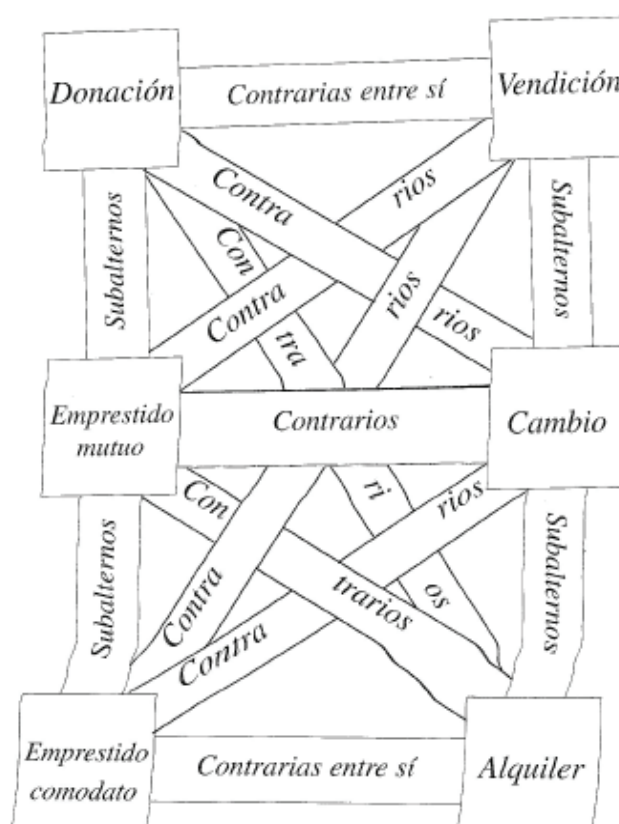 Donación
Contrarias entre sí
Vendición
Subalternos
Contra
rios
Con
Subalternos
Contra
rios
rios
tra
Emprestido
mutuo
Contrarios
Cambio
Con
ri
rios
Subalternos
Contra
trarios
os
Subalternos
Contra
Emprestido
comodato
Contrarias entre sí
Alquiler